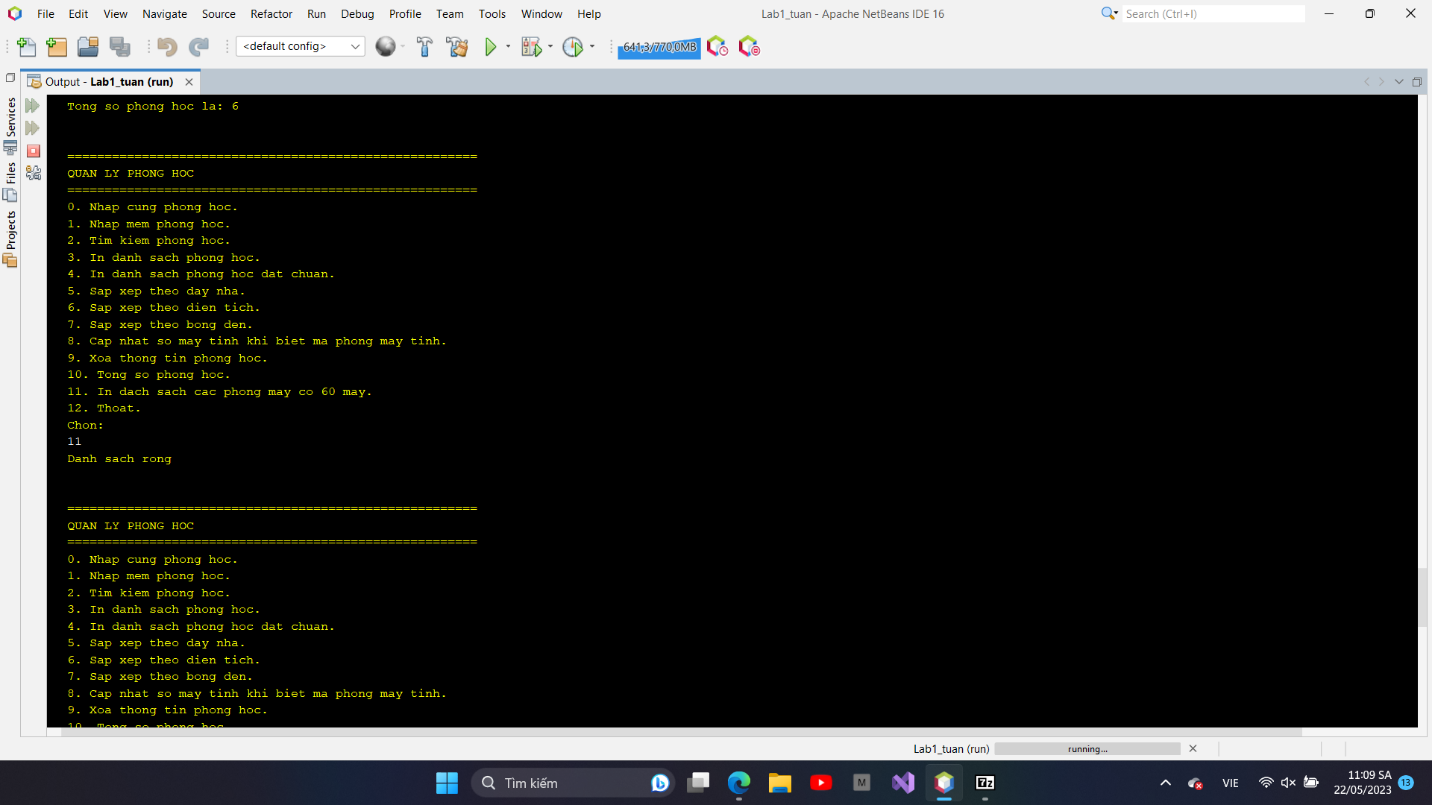 File Edit View Navigate Source Refactor Run Debug Profile Team Tools Window Help
Lab1_tuan - Apache NetBeans IDE 16
Search (Ctrl+I)
<default config>
641,3/770,0MB
Output - Lab1_tuan (run)
Services
Files
Projects
Tong so phong hoc la: 6
=======================================================
QUAN LY PHONG HOC
=======================================================
0. Nhap cung phong hoc.
1. Nhap mem phong hoc.
2. Tim kiem phong hoc.
3. In danh sach phong hoc.
4. In danh sach phong hoc dat chuan.
5. Sap xep theo day nha.
6. Sap xep theo dien tich.
7. Sap xep theo bong den.
8. Cap nhat so may tinh khi biet ma phong may tinh.
9. Xoa thong tin phong hoc.
10. Tong so phong hoc.
11. In dach sach cac phong may co 60 may.
12. Thoat.
Chon:
11
Danh sach rong
=======================================================
QUAN LY PHONG HOC
=======================================================
0. Nhap cung phong hoc.
1. Nhap mem phong hoc.
2. Tim kiem phong hoc.
3. In danh sach phong hoc.
4. In danh sach phong hoc dat chuan.
5. Sap xep theo day nha.
6. Sap xep theo dien tich.
7. Sap xep theo bong den.
8. Cap nhat so may tinh khi biet ma phong may tinh.
9. Xoa thong tin phong hoc.
10. Tong so phong hoc.
Lab1_tuan (run)
running...
Tìm kiếm
M
7z
VIE
11:09 SA
22/05/2023
13